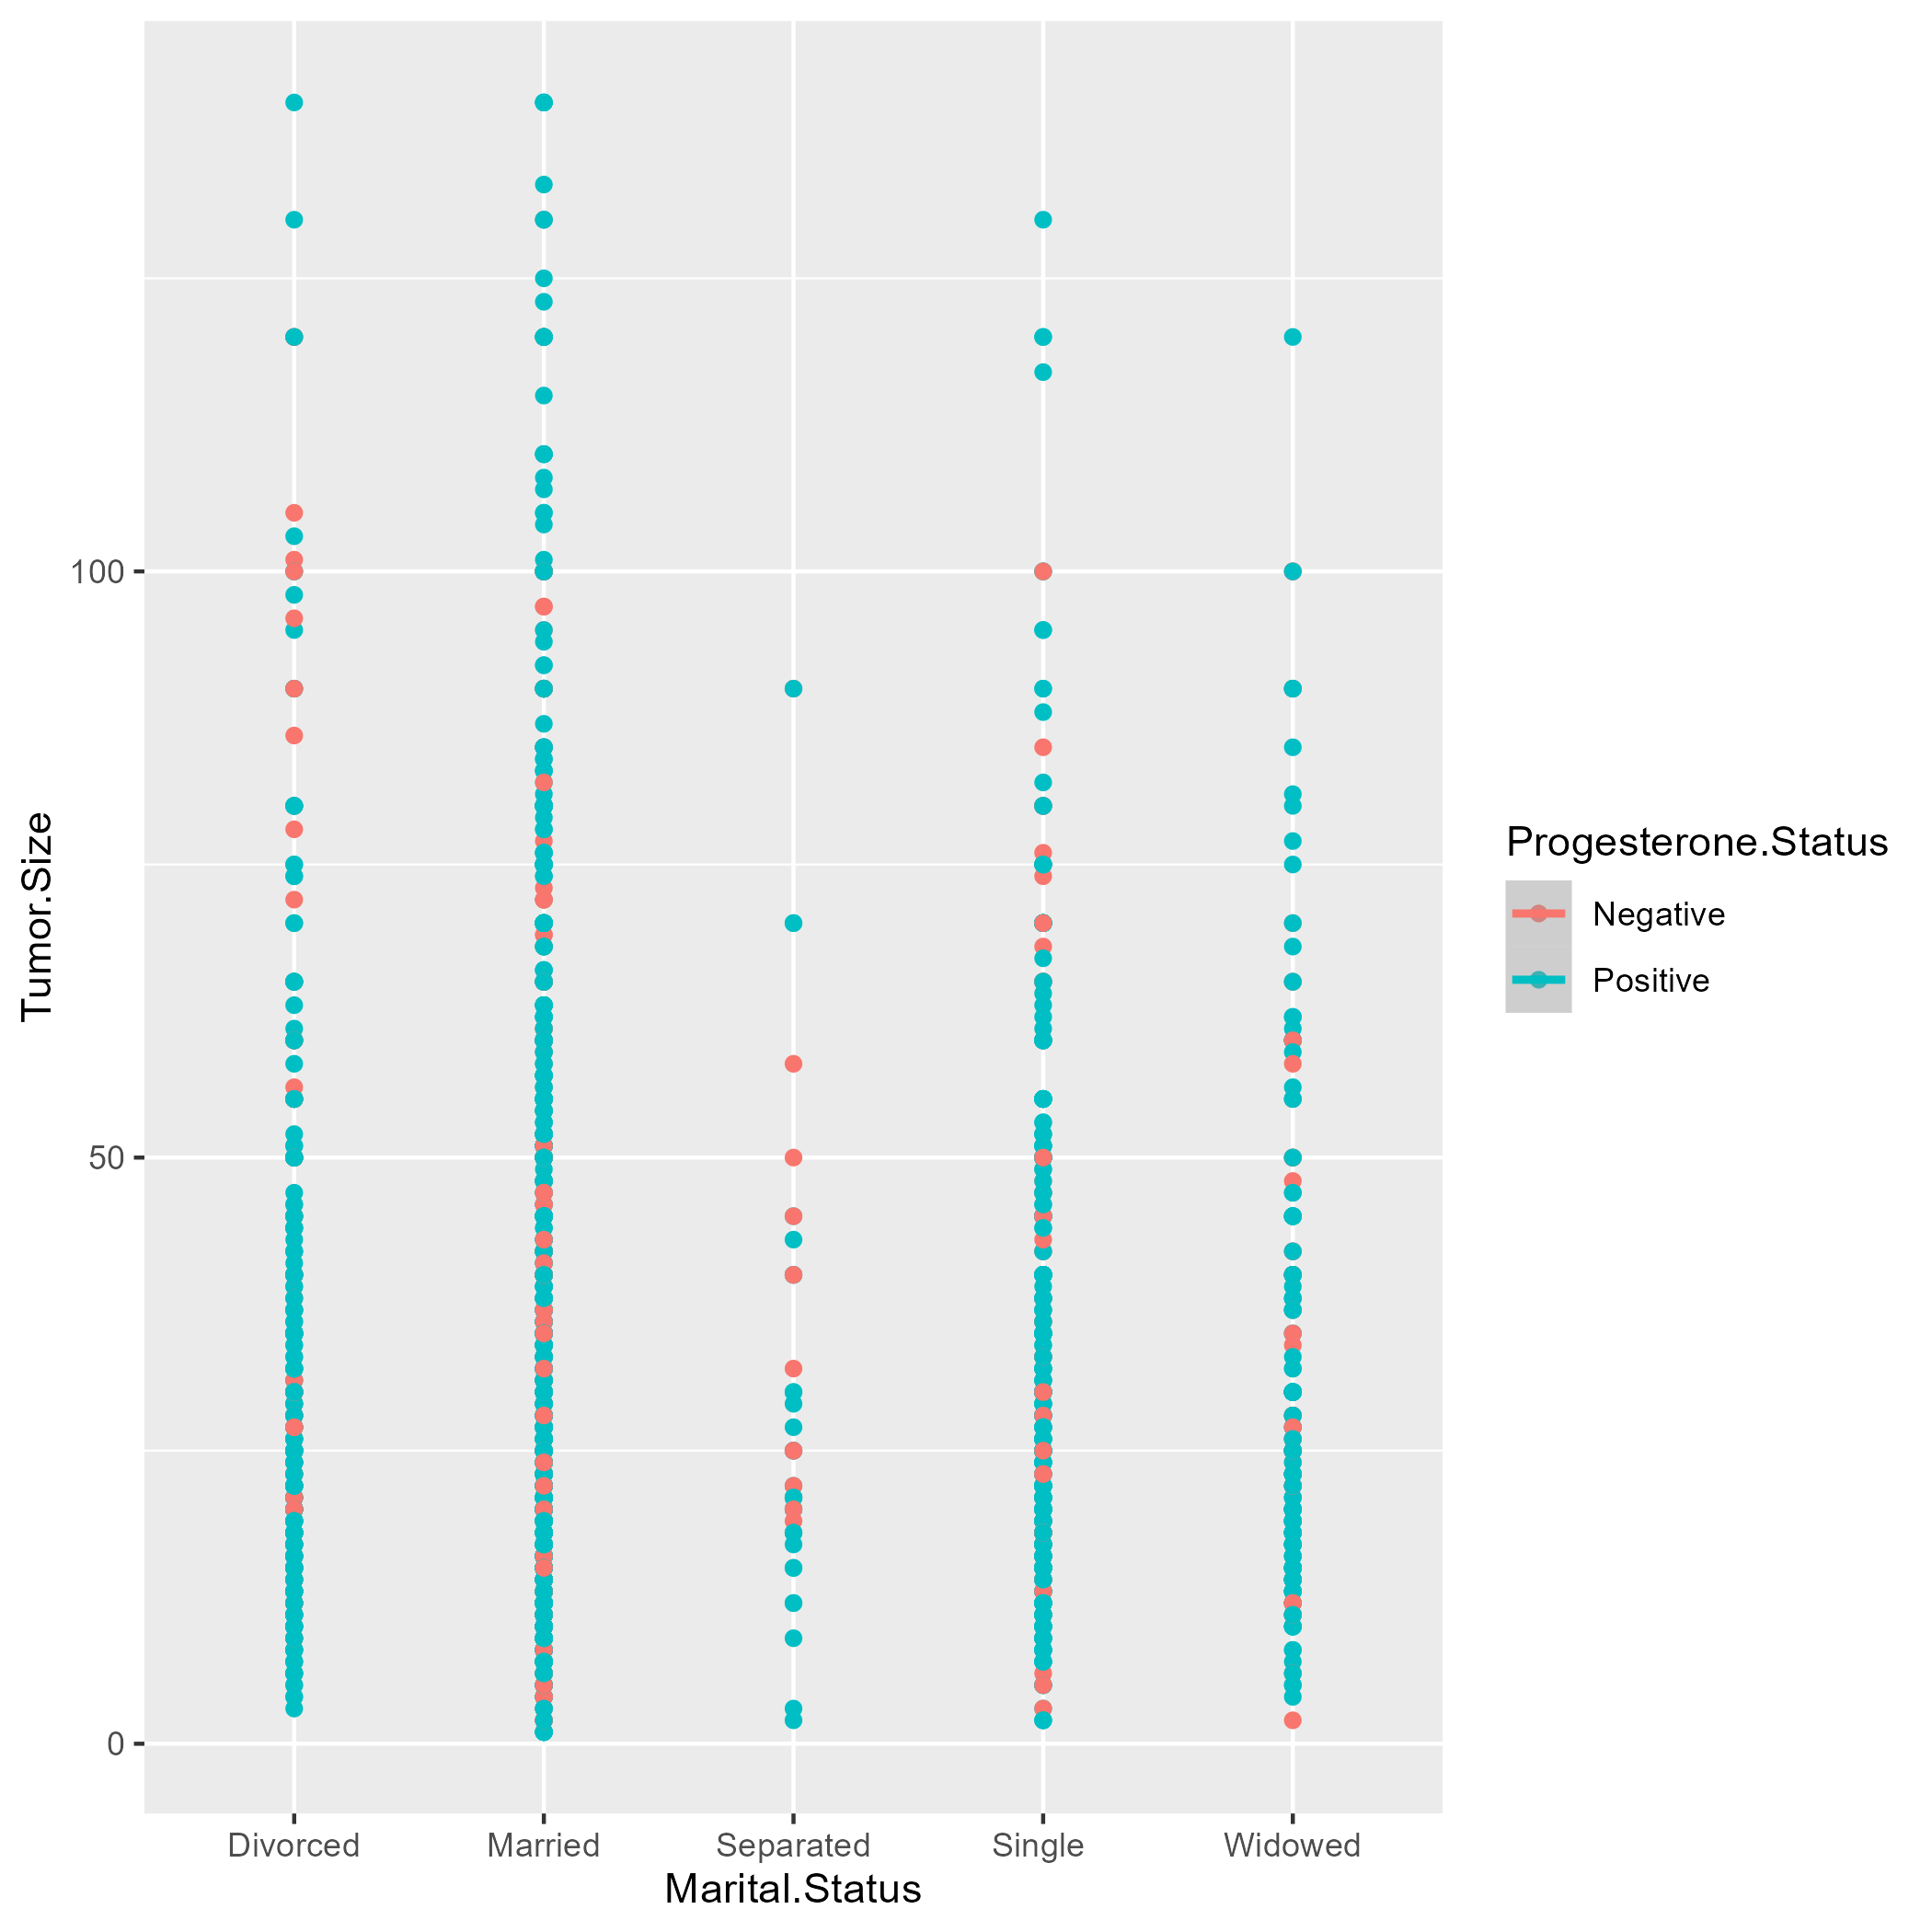 Tumor.Size
100
50
0
Divorced Married Separated Single Widowed
Marital.Status
Progesterone.Status
Negative
Positive